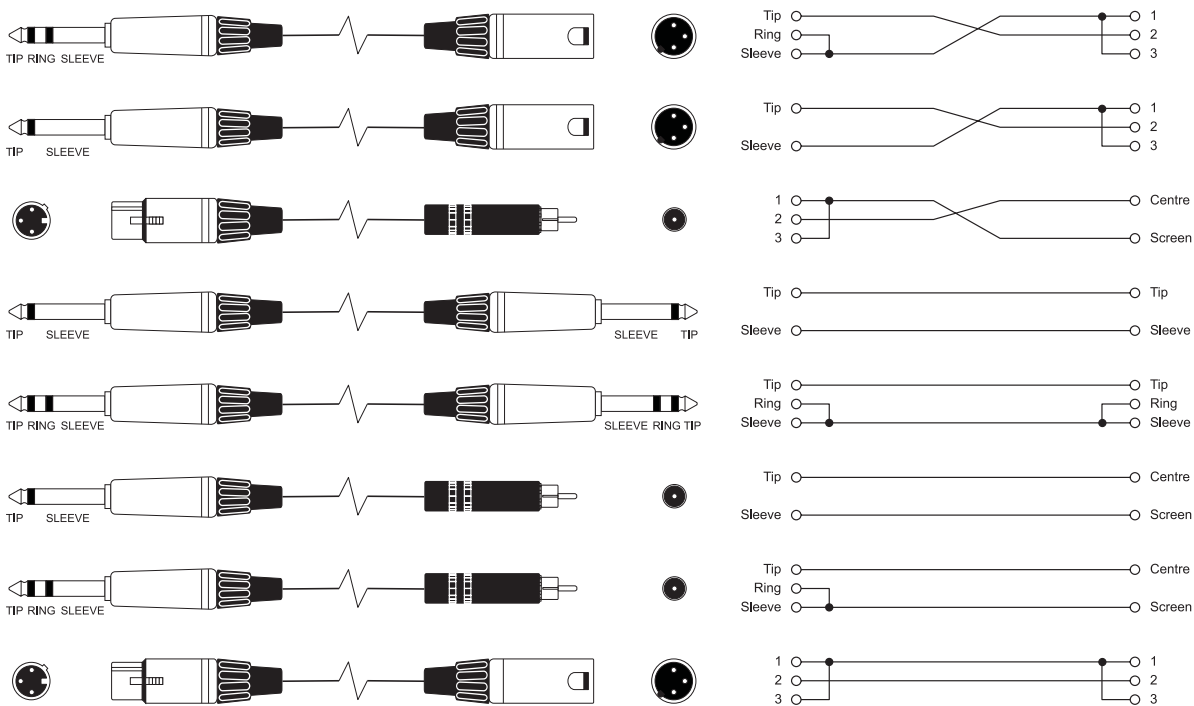 TIP RING SLEEVE
Tip
Ring
Sleeve
1
2
3
TIP SLEEVE
Tip
Sleeve
1
2
3
1
2
3
Centre
Screen
TIP SLEEVE
SLEEVE TIP
Tip
Sleeve
Tip
Sleeve
TIP RING SLEEVE
SLEEVE RING TIP
Tip
Ring
Sleeve
Tip
Ring
Sleeve
TIP SLEEVE
Tip
Sleeve
Centre
Screen
TIP RING SLEEVE
Tip
Ring
Sleeve
Centre
Screen
1
2
3
1
2
3